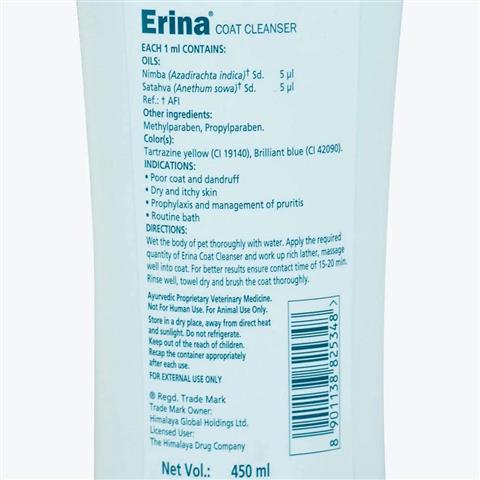 Erina® COAT CLEANSER
EACH 1 ml CONTAINS:
OILS:
Nimba (Azadirachta indica)† Sd. 5 µl
Satahva (Anethum sowa)† Sd. 5 µl
Ref.: † AFI
Other ingredients:
Methylparaben, Propylparaben.
Color(s):
Tartrazine yellow (CI 19140), Brilliant blue (CI 42090).
INDICATIONS:
• Poor coat and dandruff
• Dry and itchy skin
• Prophylaxis and management of pruritis
• Routine bath
DIRECTIONS:
Wet the body of pet thoroughly with water. Apply the required
quantity of Erina Coat Cleanser and work up rich lather, massage
well into coat. For better results ensure contact time of 15-20 min.
Rinse well, towel dry and brush the coat thoroughly.
Ayurvedic Proprietary Veterinary Medicine.
Not For Human Use. For Animal Use Only.
Store in a dry place, away from direct heat
and sunlight. Do not refrigerate.
Keep out of the reach of children.
Recap the container appropriately
after each use.
FOR EXTERNAL USE ONLY
® Regd. Trade Mark
Trade Mark Owner:
Himalaya Global Holdings Ltd.
Licensed User:
The Himalaya Drug Company
8 901138 825348
Net Vol.: 450 ml